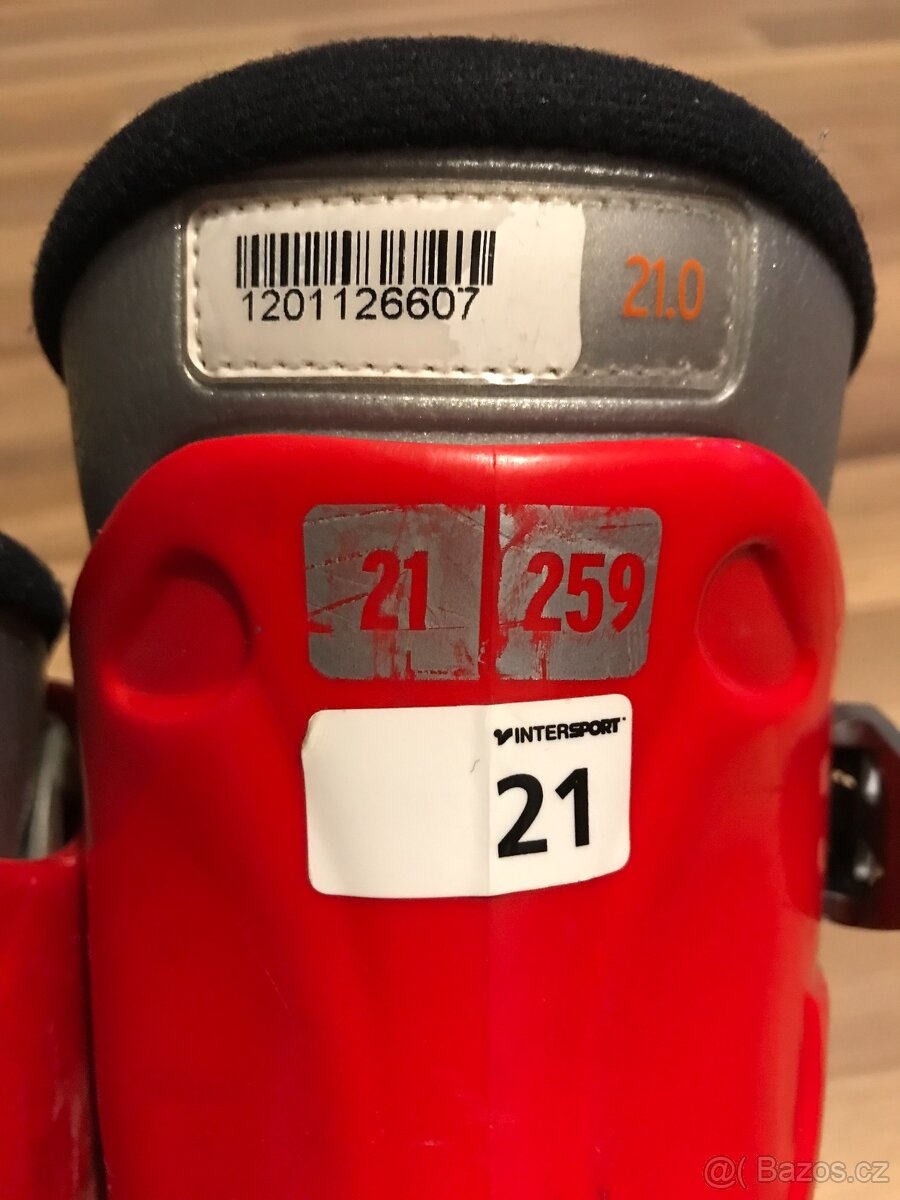 1201126607
21.0
21 259
INTERSPORT
21
@( Bazos.cz